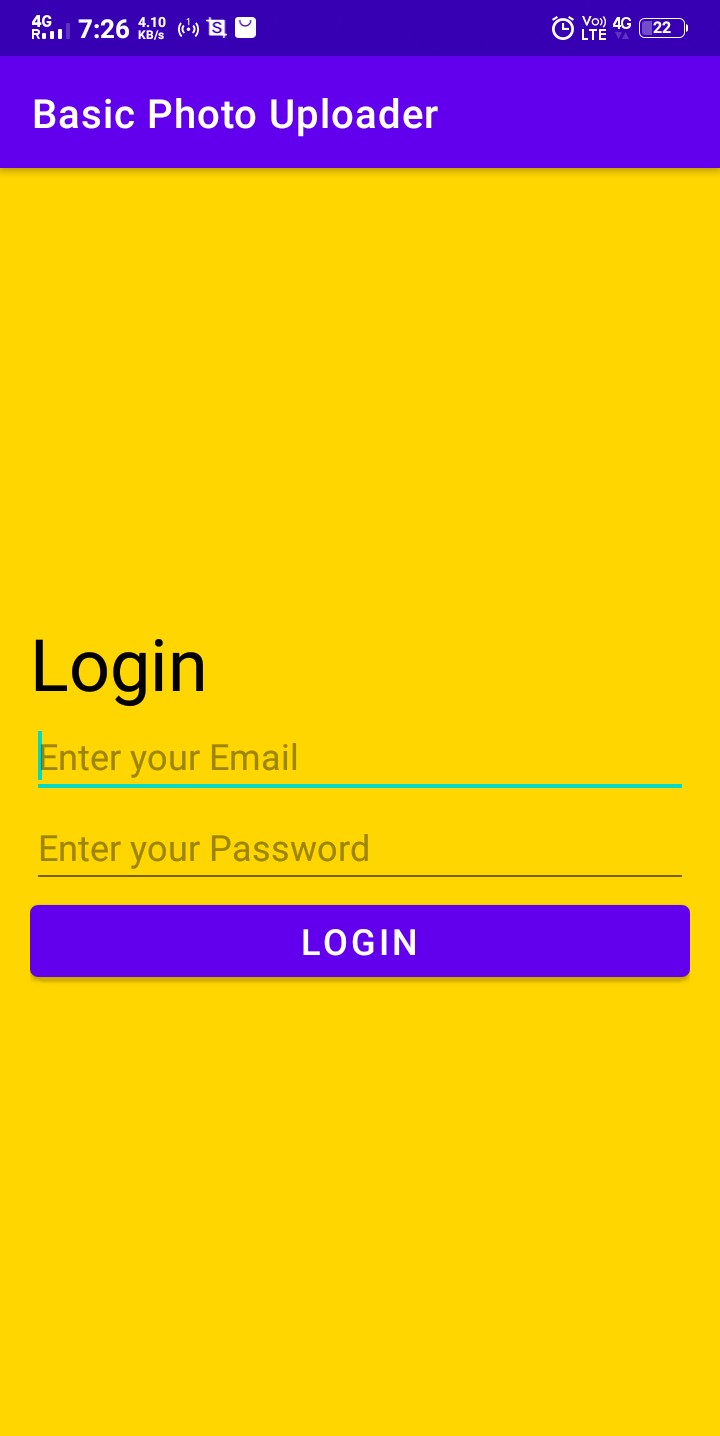 4G
R 7:26 4.10 KB/s 1 S Vo)) LTE 4G 22
Basic Photo Uploader
Login
Enter your Email
Enter your Password
LOGIN